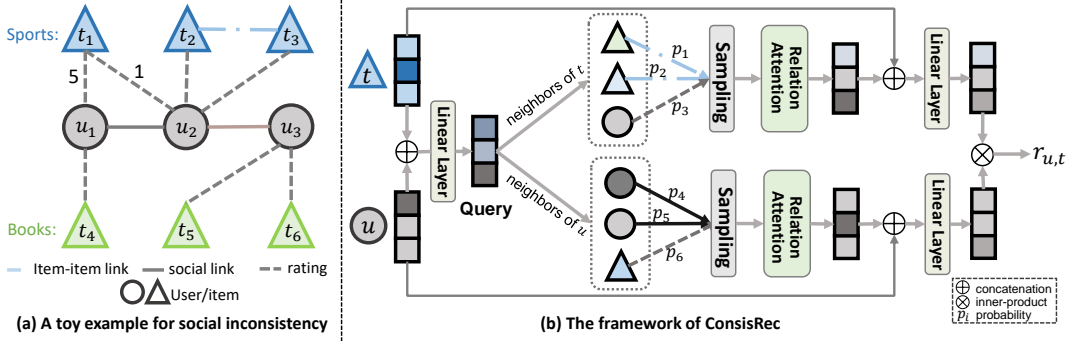 Sports:
t1
t2
t3
5
1
u1
u2
u3
Books:
t4
t5
t6
Item-item link
social link
rating
User/item
(a) A toy example for social inconsistency
t
u
Linear Layer
Query
neighbors of t
neighbors of u
p1
p2
p3
p4
p5
p6
Sampling
Relation
Attention
Linear Layer
Sampling
Relation
Attention
Linear Layer
r_{u,t}
⊕ concatenation
⊗ inner-product
p_i probability
(b) The framework of ConsisRec